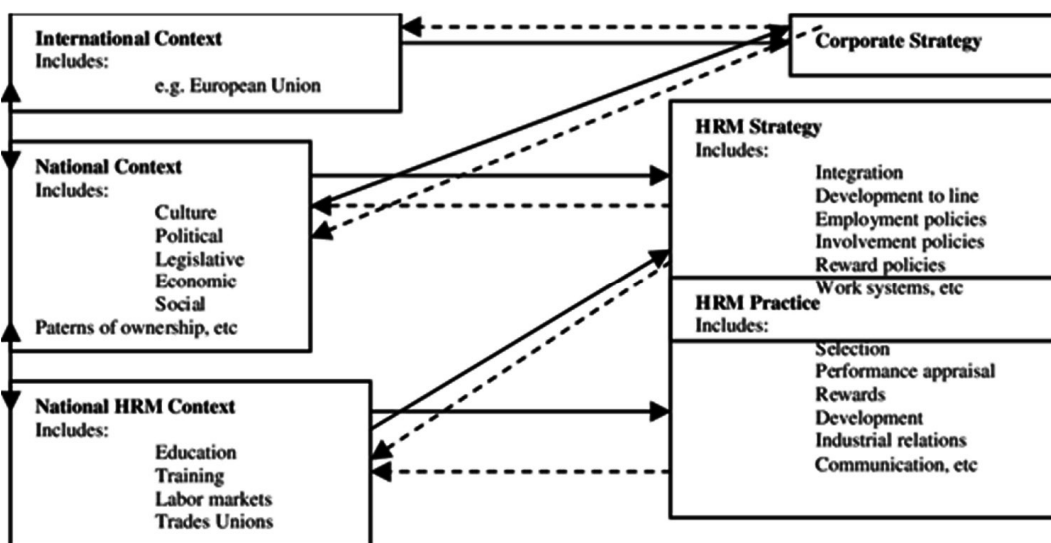 International Context
Includes:
e.g. European Union
National Context
Includes:
Culture
Political
Legislative
Economic
Social
Paterns of ownership, etc
National HRM Context
Includes:
Education
Training
Labor markets
Trades Unions
Corporate Strategy
HRM Strategy
Includes:
Integration
Development to line
Employment policies
Involvement policies
Reward policies
Work systems, etc
HRM Practice
Includes:
Selection
Performance appraisal
Rewards
Development
Industrial relations
Communication, etc